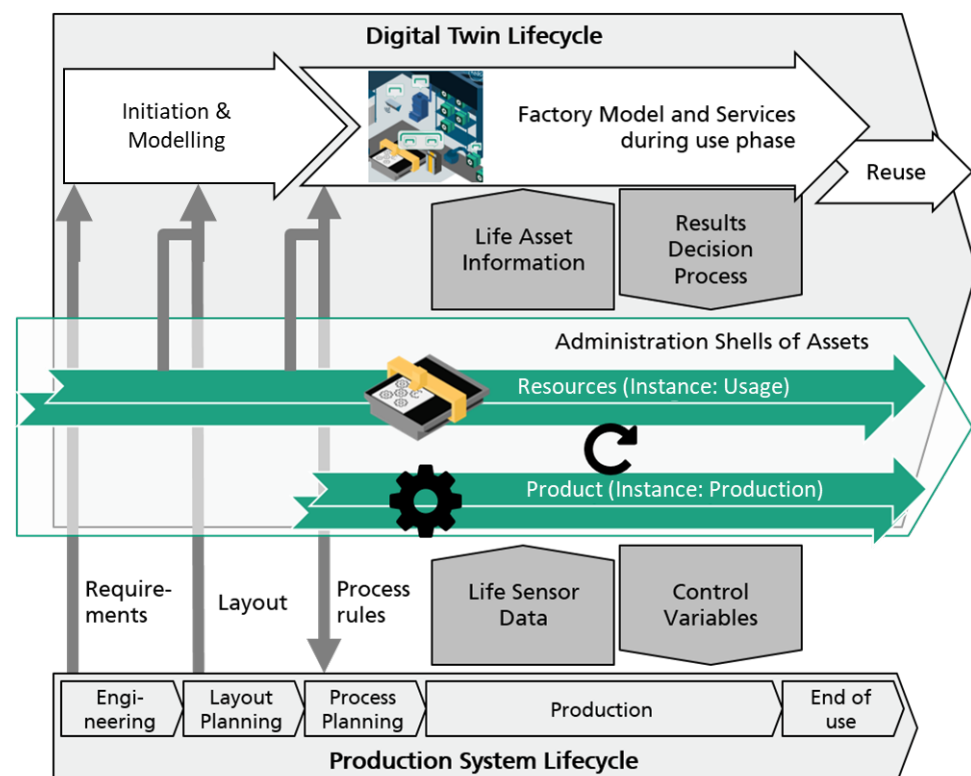 Digital Twin Lifecycle
Initiation &
Modelling
Factory Model and Services
during use phase
Reuse
Life Asset
Information
Results
Decision
Process
Administration Shells of Assets
Resources (Instance: Usage)
Product (Instance: Production)
Require-
ments
Layout
Process
rules
Life Sensor
Data
Control
Variables
Engi-
neering
Layout
Planning
Process
Planning
Production
End of
use
Production System Lifecycle